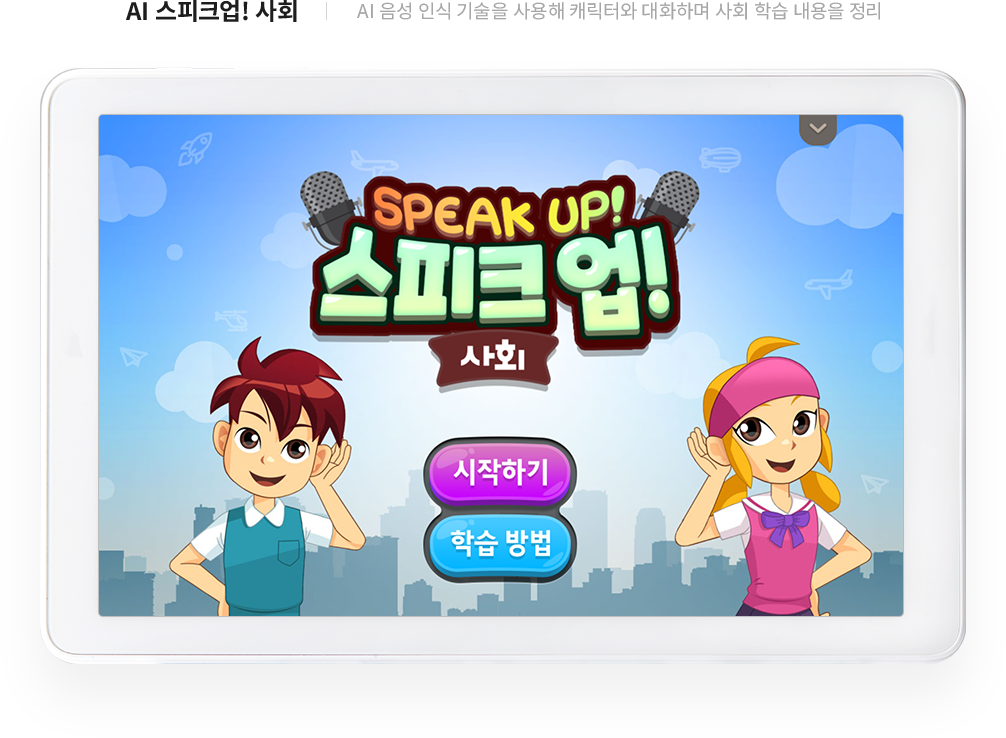 AI 스피크업! 사회 | AI 음성 인식 기술을 사용해 캐릭터와 대화하며 사회 학습 내용을 정리
SPEAK UP!
스피크업!
사회
시작하기
학습 방법